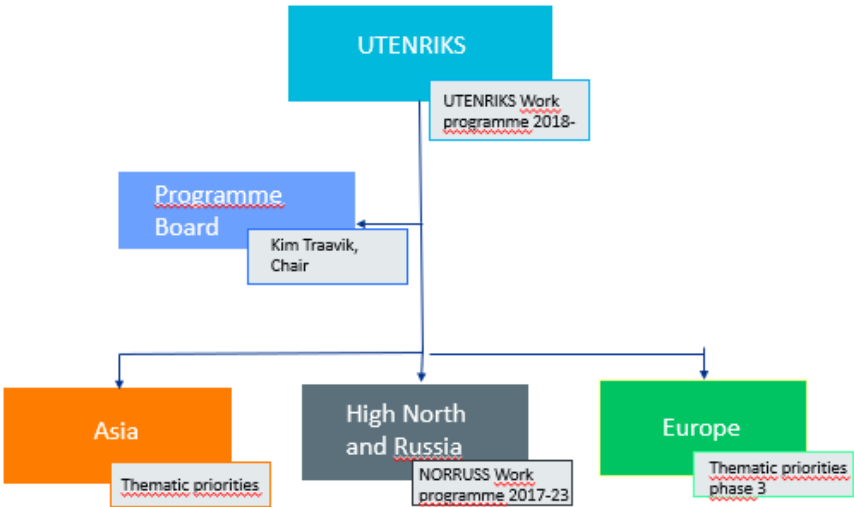 UTENRIKS
UTENRIKS Work
programme 2018-
Programme
Board
Kim Traavik,
Chair
Asia
Thematic priorities
High North
and Russia
NORRUSS Work
programme 2017-23
Europe
Thematic priorities
phase 3